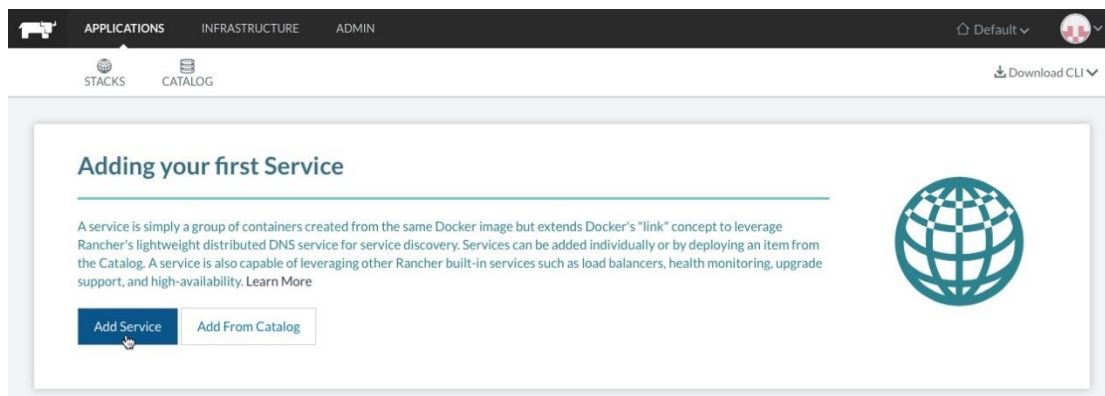 APPLICATIONS INFRASTRUCTURE ADMIN Default
STACKS CATALOG Download CLI
Adding your first Service
A service is simply a group of containers created from the same Docker image but extends Docker's "link" concept to leverage
Rancher's lightweight distributed DNS service for service discovery. Services can be added individually or by deploying an item from
the Catalog. A service is also capable of leveraging other Rancher built-in services such as load balancers, health monitoring, upgrade
support, and high-availability. Learn More
Add Service Add From Catalog